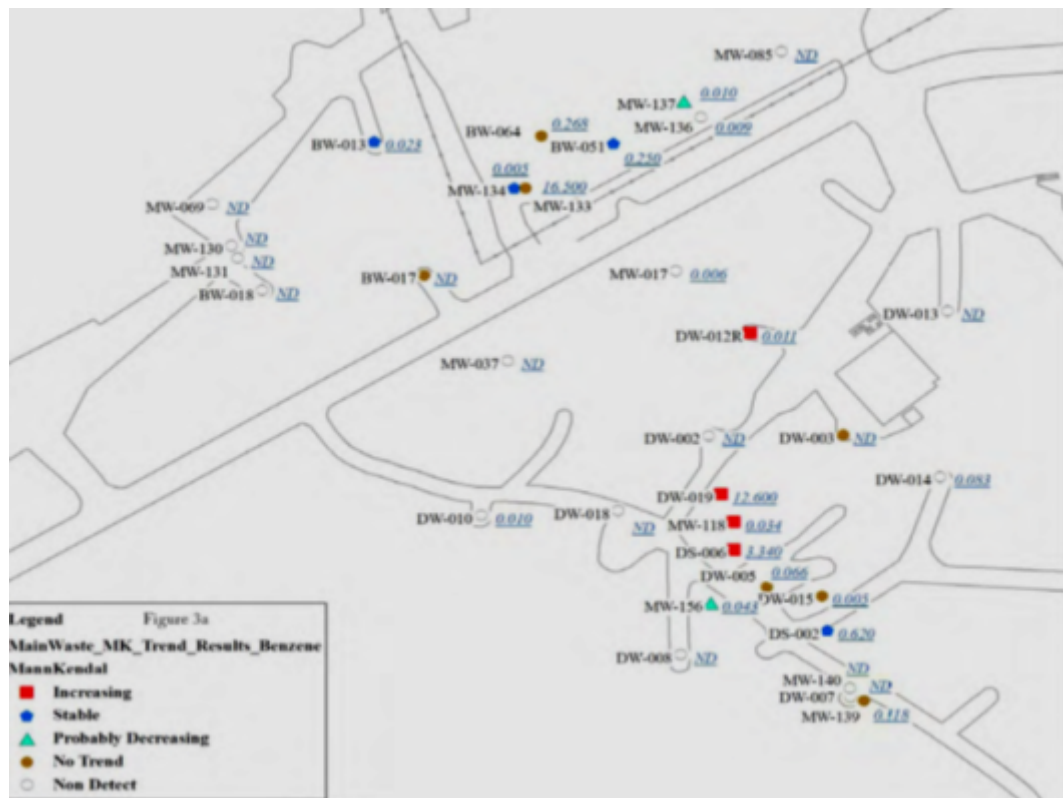 MW-085 ND
MW-137 0.010
MW-136 0.009
BW-064 0.268
BW-051 0.250
BW-013 0.023
0.005
MW-134 16.500
MW-133
MW-069 ND
MW-130 ND
MW-131 ND
BW-018 ND
BW-017 ND
MW-017 0.006
DW-013 ND
DW-012R 0.011
MW-037 ND
DW-002 ND
DW-003 ND
DW-014 0.083
DW-019 12.600
DW-010 0.010
DW-018 ND
MW-118 0.034
DS-006 3.340
DW-005 0.066
MW-156 0.043
DW-015 0.005
DS-002 0.620
DW-008 ND
ND
MW-140 ND
DW-007
MW-139 0.118
Legend Figure 3a
MainWaste_MK_Trend_Results_Benzene
MannKendal
Increasing
Stable
Probably Decreasing
No Trend
Non Detect